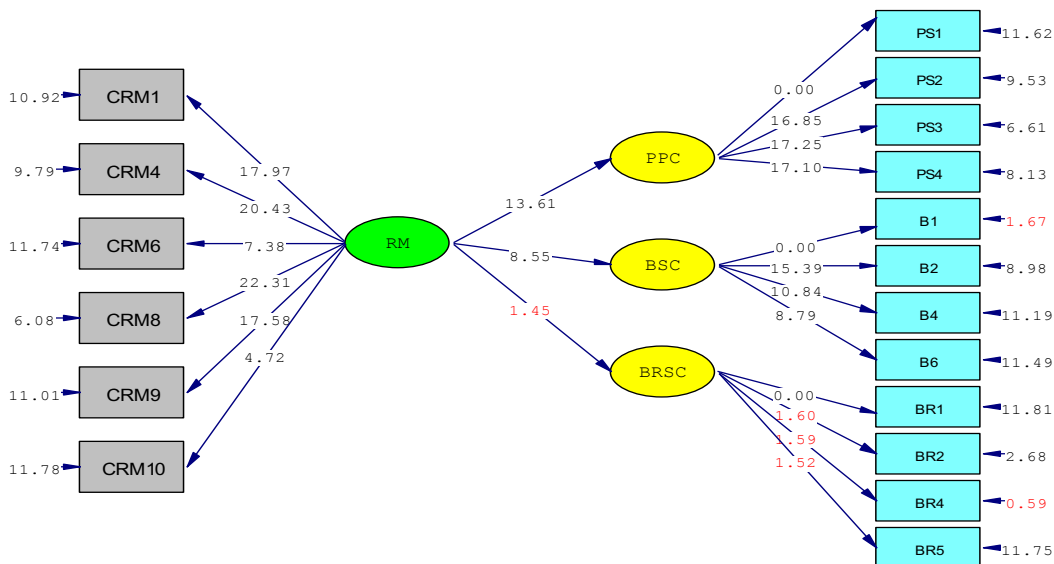 10.92 CRM1
9.79 CRM4
11.74 CRM6
6.08 CRM8
11.01 CRM9
11.78 CRM10
17.97
20.43
7.38
22.31
17.58
4.72
RM
13.61
8.55
1.45
PPC
BSC
BRSC
0.00
16.85
17.25
17.10
0.00
15.39
10.84
8.79
0.00
1.60
1.59
1.52
PS1 11.62
PS2 9.53
PS3 6.61
PS4 8.13
B1 1.67
B2 8.98
B4 11.19
B6 11.49
BR1 11.81
BR2 2.68
BR4 0.59
BR5 11.75